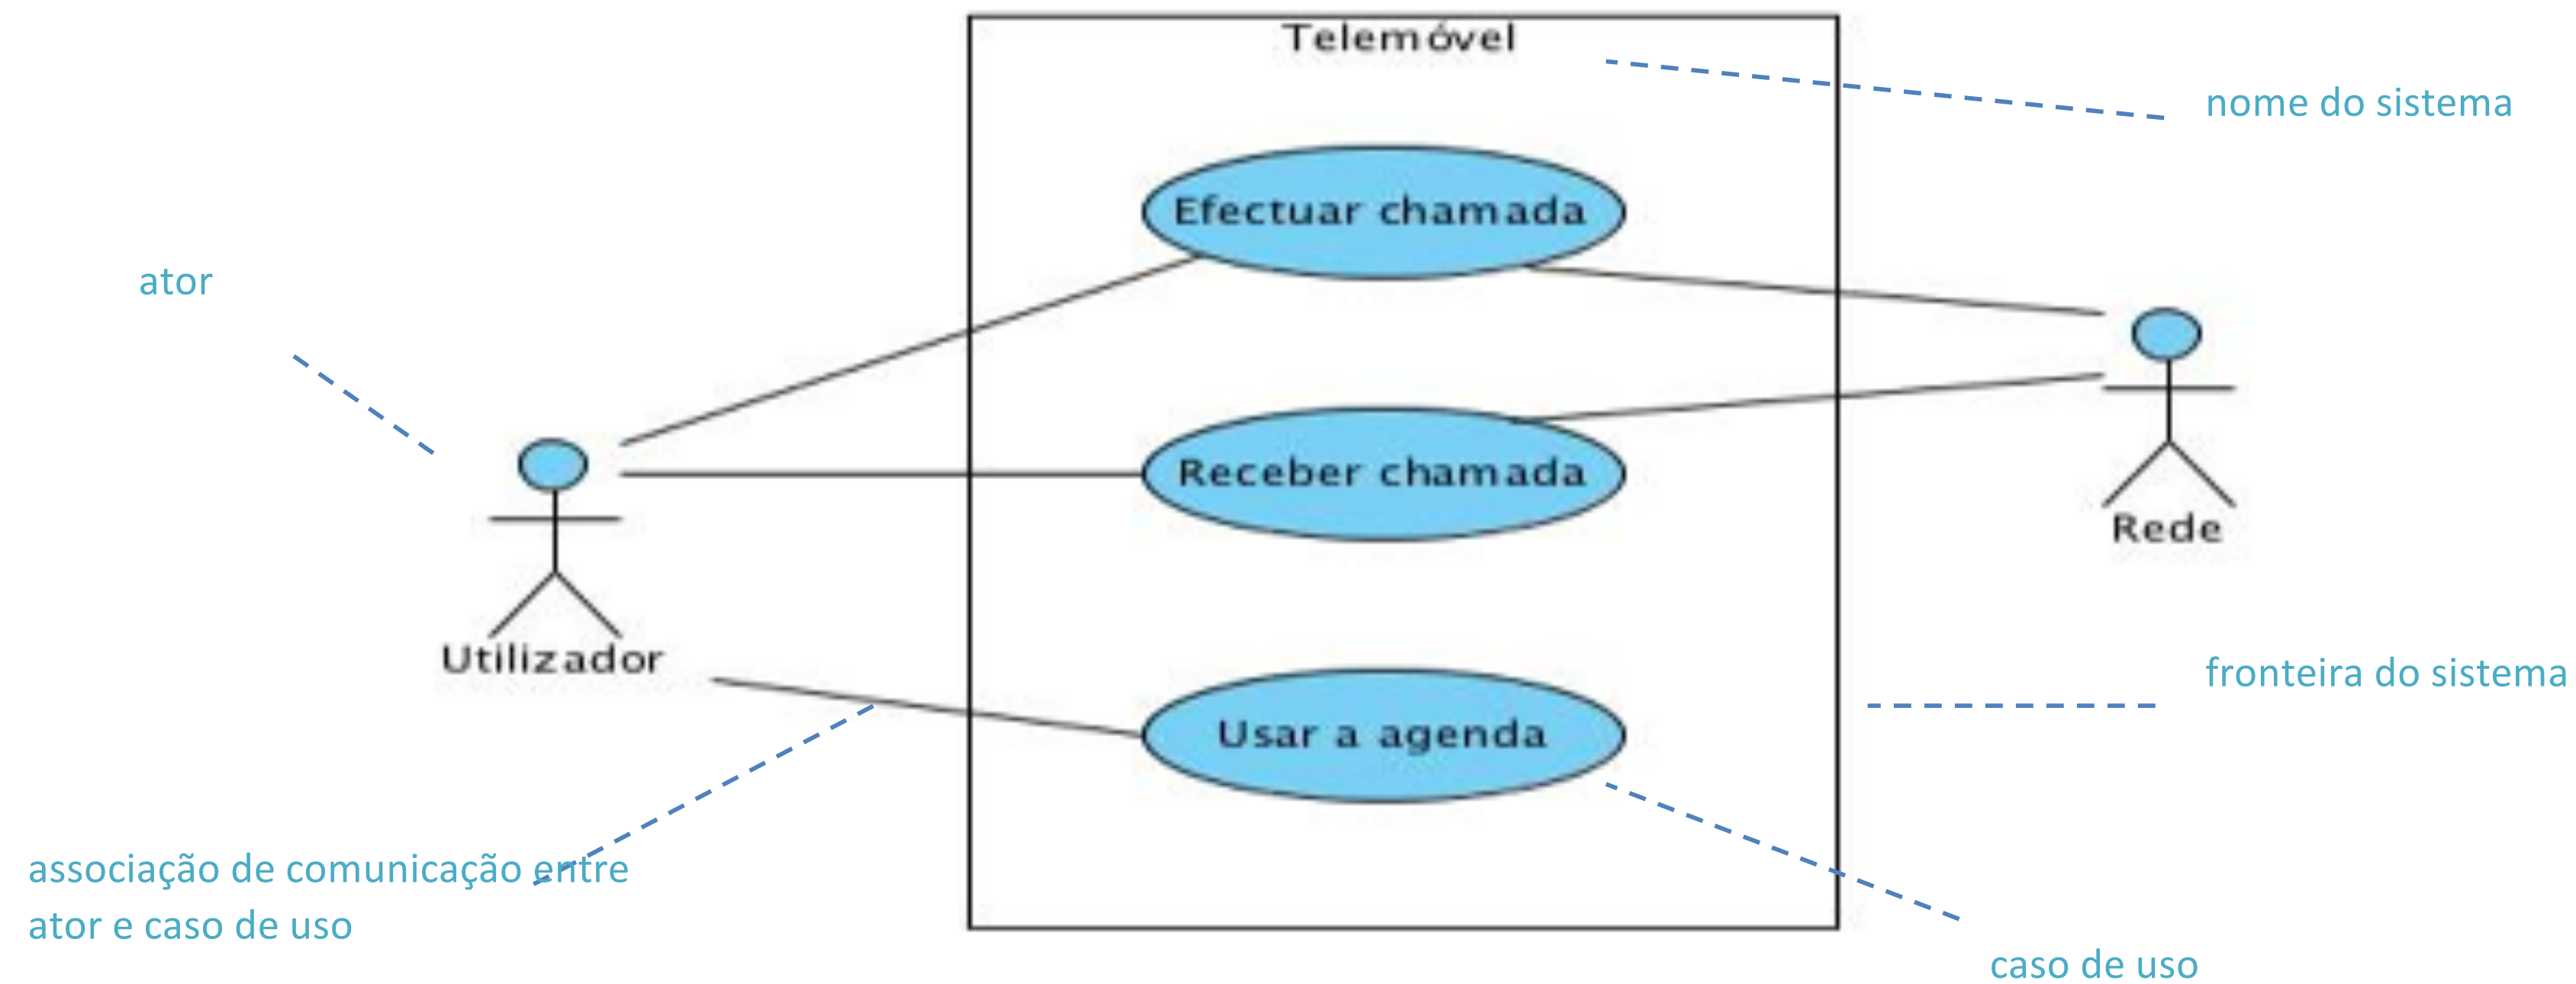 Telemóvel
nome do sistema
Efectuar chamada
ator
Receber chamada
Rede
Utilizador
fronteira do sistema
Usar a agenda
associação de comunicação entre
ator e caso de uso
caso de uso